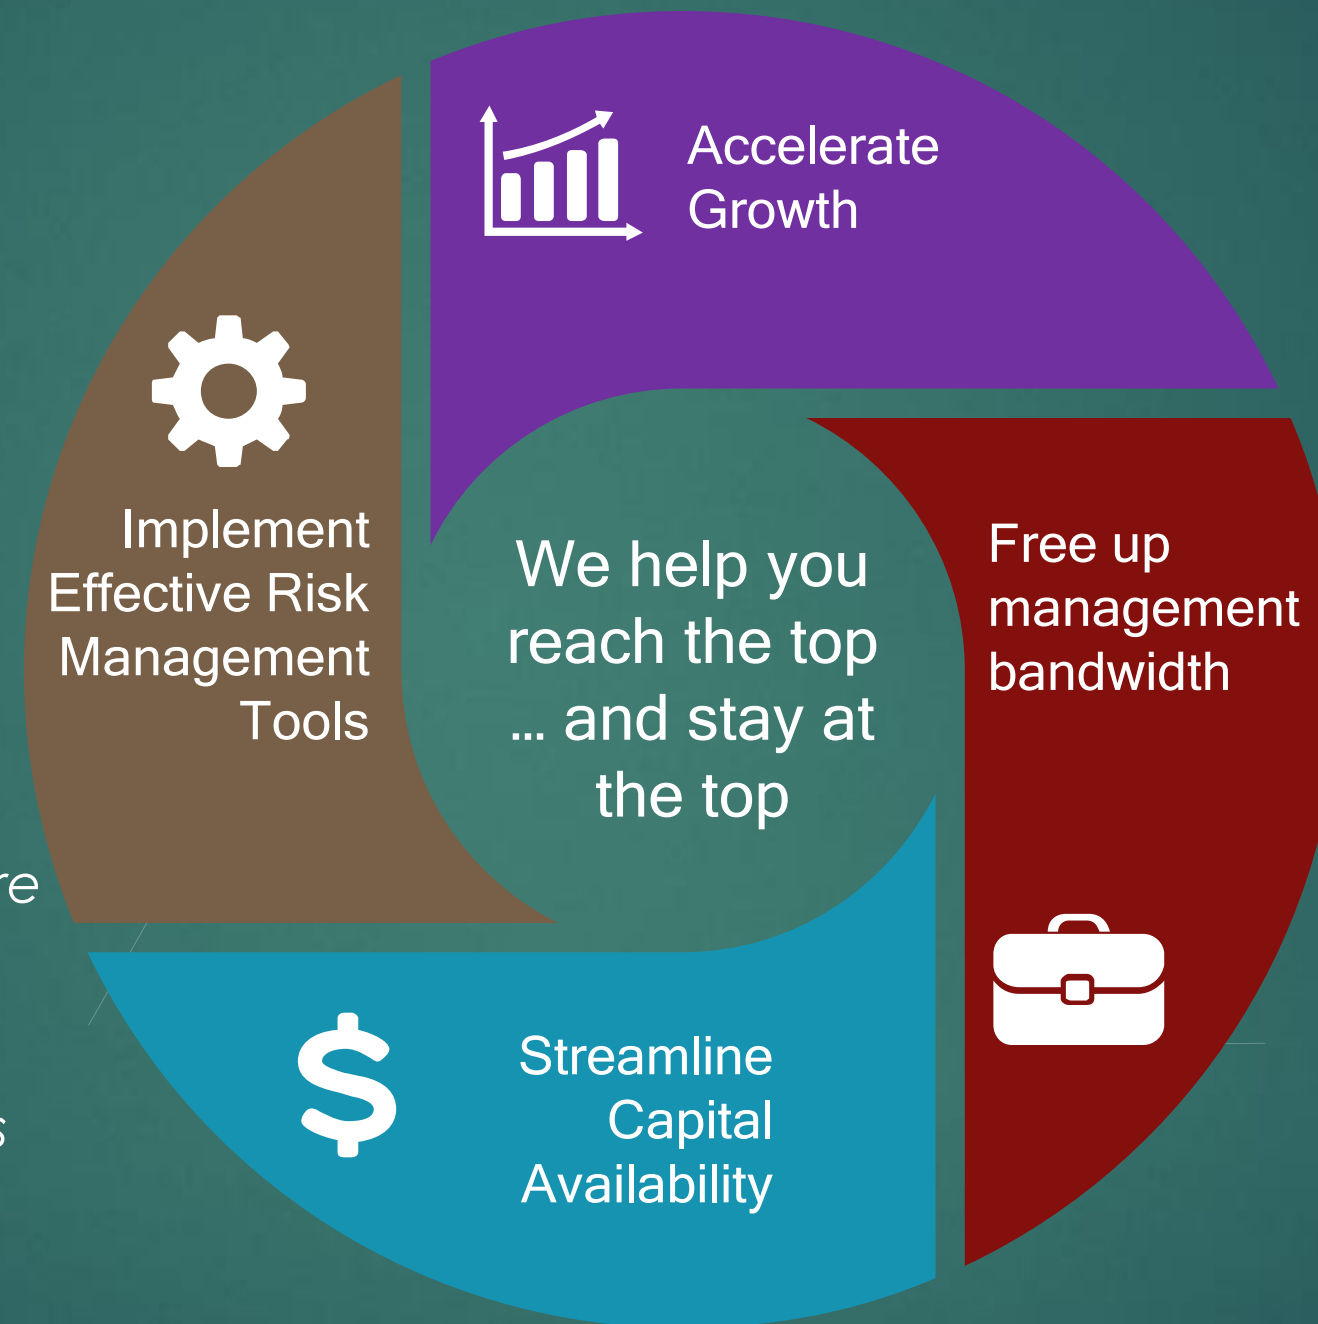 Accelerate
Growth
Implement
Effective Risk
Management
Tools
We help you
reach the top
... and stay at
the top
Free up
management
bandwidth
Streamline
Capital
Availability